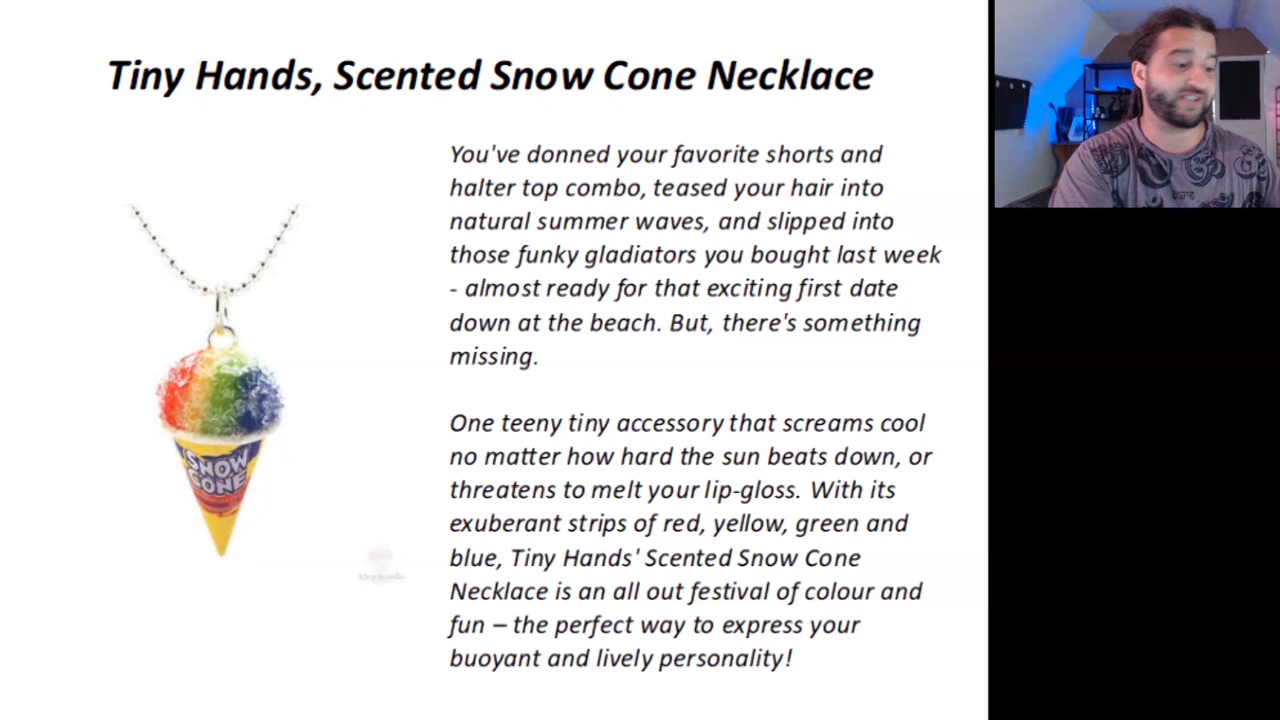 Tiny Hands, Scented Snow Cone Necklace
You've donned your favorite shorts and
halter top combo, teased your hair into
natural summer waves, and slipped into
those funky gladiators you bought last week
- almost ready for that exciting first date
down at the beach. But, there's something
missing.
One teeny tiny accessory that screams cool
no matter how hard the sun beats down, or
threatens to melt your lip-gloss. With its
exuberant strips of red, yellow, green and
blue, Tiny Hands' Scented Snow Cone
Necklace is an all out festival of colour and
fun – the perfect way to express your
buoyant and lively personality!
SNOW
CONE